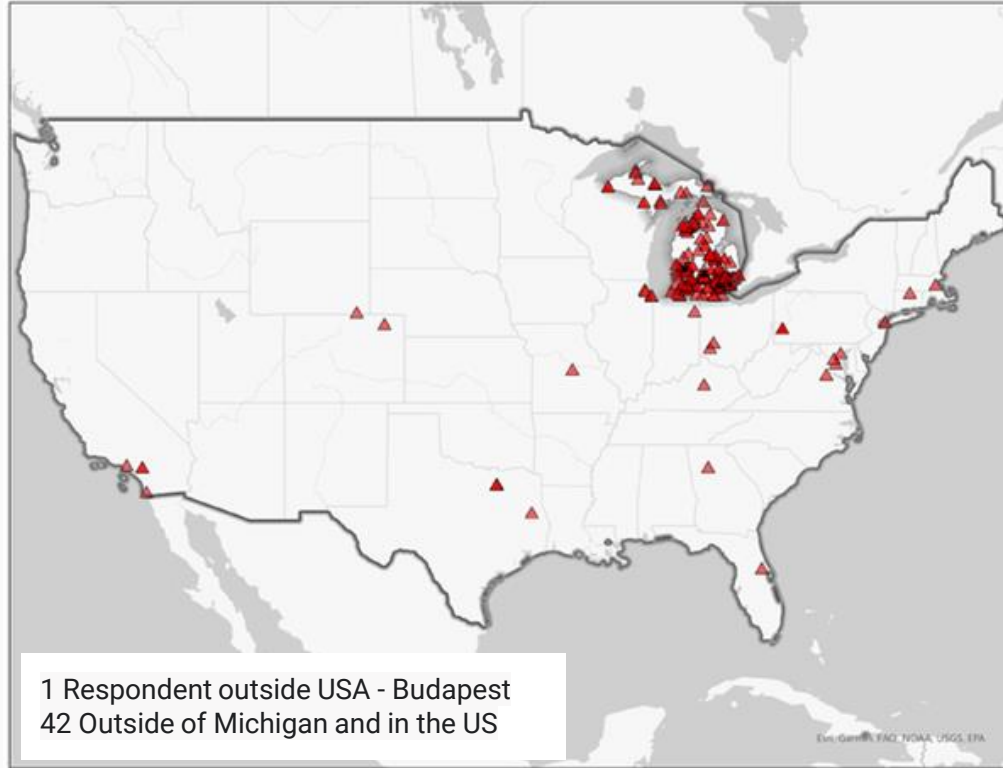 1 Respondent outside USA - Budapest
42 Outside of Michigan and in the US
Esri, Garmin, FAO, NOAA, USGS, EPA